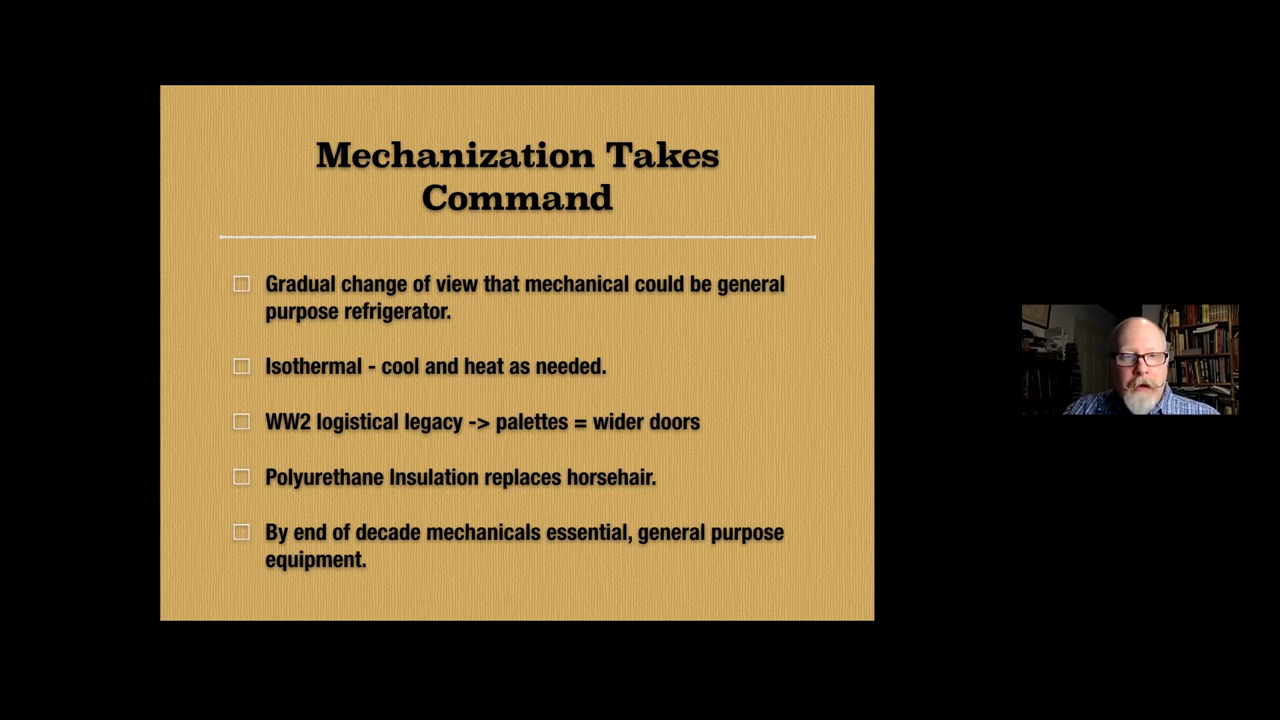 Mechanization Takes
Command
Gradual change of view that mechanical could be general
purpose refrigerator.
Isothermal - cool and heat as needed.
WW2 logistical legacy -> palettes = wider doors
Polyurethane Insulation replaces horsehair.
By end of decade mechanicals essential, general purpose
equipment.